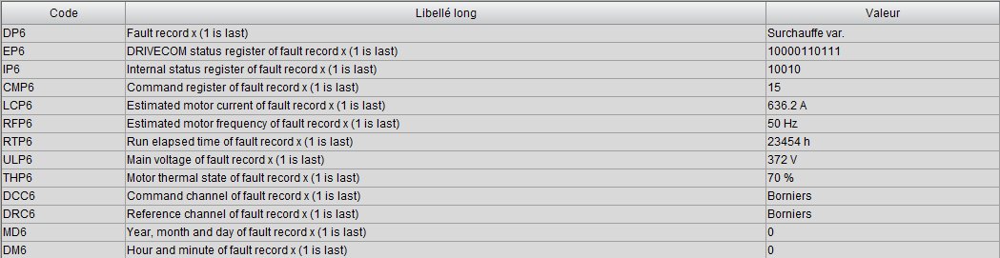 Code Libellé long Valeur
DP6 Fault record x (1 is last) Surchauffe var.
EP6 DRIVECOM status register of fault record x (1 is last) 10000110111
IP6 Internal status register of fault record x (1 is last) 10010
CMP6 Command register of fault record x (1 is last) 15
LCP6 Estimated motor current of fault record x (1 is last) 636.2 A
RFP6 Estimated motor frequency of fault record x (1 is last) 50 Hz
RTP6 Run elapsed time of fault record x (1 is last) 23454 h
ULP6 Main voltage of fault record x (1 is last) 372 V
THP6 Motor thermal state of fault record x (1 is last) 70 %
DCC6 Command channel of fault record x (1 is last) Borniers
DRC6 Reference channel of fault record x (1 is last) Borniers
MD6 Year, month and day of fault record x (1 is last) 0
DM6 Hour and minute of fault record x (1 is last) 0